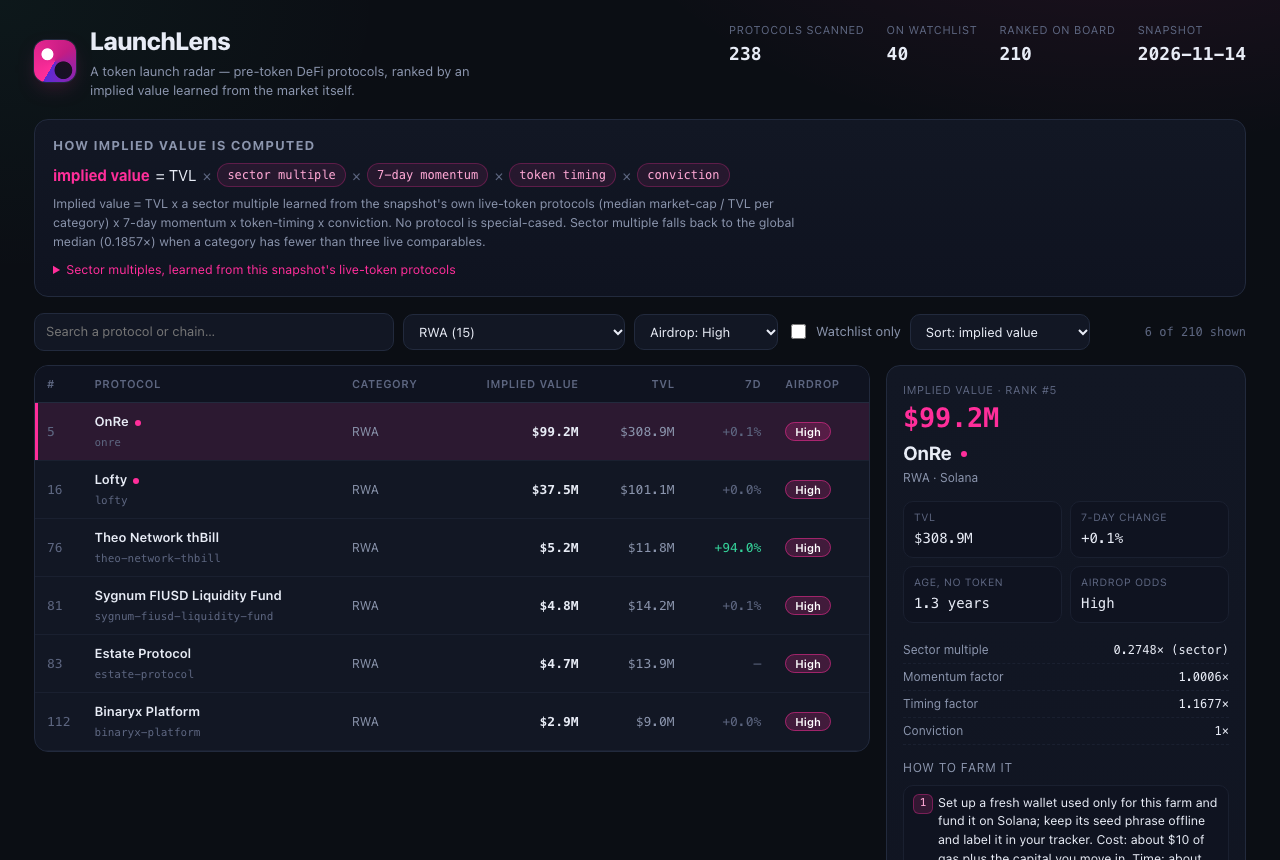 LaunchLens
A token launch radar — pre-token DeFi protocols, ranked by an
implied value learned from the market itself.
PROTOCOLS SCANNED
238
ON WATCHLIST
40
RANKED ON BOARD
210
SNAPSHOT
2026-11-14
HOW IMPLIED VALUE IS COMPUTED
implied value = TVL × sector multiple × 7-day momentum × token timing × conviction
Implied value = TVL x a sector multiple learned from the snapshot's own live-token protocols (median market-cap / TVL per
category) x 7-day momentum x token-timing x conviction. No protocol is special-cased. Sector multiple falls back to the global
median (0.1857×) when a category has fewer than three live comparables.
▶ Sector multiples, learned from this snapshot's live-token protocols
Search a protocol or chain...
RWA (15)
Airdrop: High
Watchlist only
Sort: implied value
6 of 210 shown
# PROTOCOL CATEGORY IMPLIED VALUE TVL 7D AIRDROP
5 OnRe RWA $99.2M $308.9M +0.1% High
onre
16 Lofty RWA $37.5M $101.1M +0.0% High
lofty
76 Theo Network thBill RWA $5.2M $11.8M +94.0% High
theo-network-thbill
81 Sygnum FIUSD Liquidity Fund RWA $4.8M $14.2M +0.1% High
sygnum-fiusd-liquidity-fund
83 Estate Protocol RWA $4.7M $13.9M — High
estate-protocol
112 Binaryx Platform RWA $2.9M $9.0M +0.0% High
binaryx-platform
IMPLIED VALUE · RANK #5
$99.2M
OnRe
RWA · Solana
TVL
$308.9M
7-DAY CHANGE
+0.1%
AGE, NO TOKEN
1.3 years
AIRDROP ODDS
High
Sector multiple 0.2748× (sector)
Momentum factor 1.0006×
Timing factor 1.1677×
Conviction 1×
HOW TO FARM IT
1 Set up a fresh wallet used only for this farm and
fund it on Solana; keep its seed phrase offline
and label it in your tracker. Cost: about $10 of
gas plus the capital you move in. Time: about